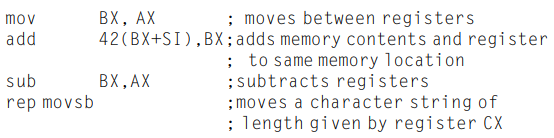 mov BX, AX ; moves between registers
add 42(BX+SI),BX;adds memory contents and register
; to same memory location
sub BX,AX ;subtracts registers
rep movsb ;moves a character string of
; length given by register CX